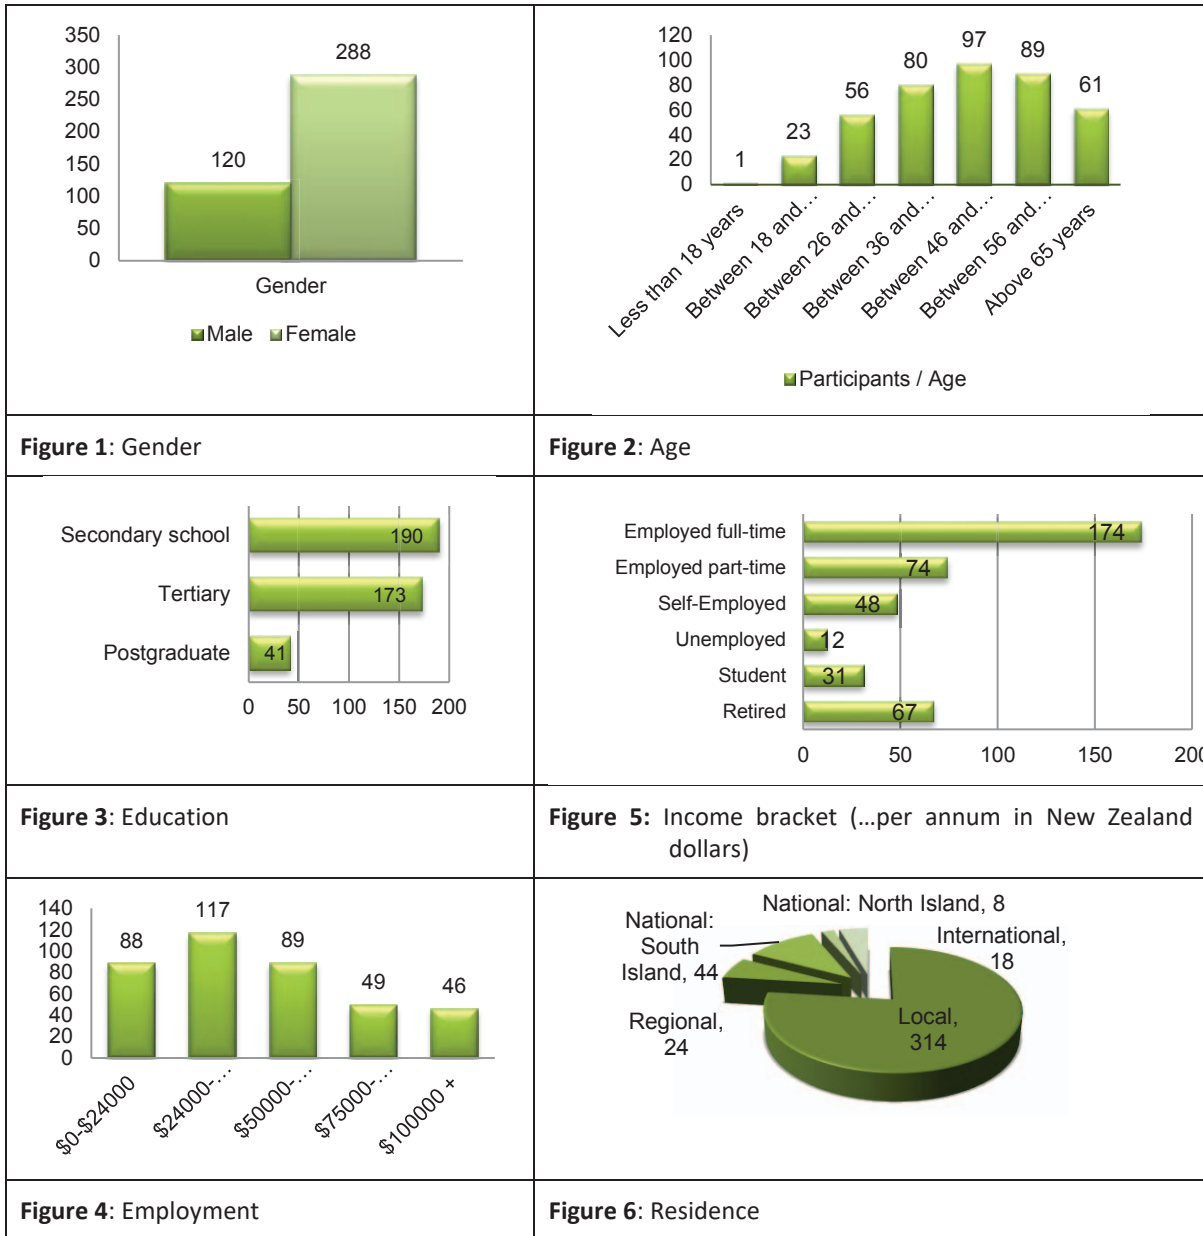 350
300
250
200
150
100
50
0
120
288
Gender
Male Female
120
100
80
60
40
20
0
1
23
56
80
97
89
61
Less than 18 years
Between 18 and...
Between 26 and...
Between 36 and...
Between 46 and...
Between 56 and...
Above 65 years
Participants / Age
Figure 1: Gender
Figure 2: Age
Secondary school 190
Tertiary 173
Postgraduate 41
0 50 100 150 200
Employed full-time 174
Employed part-time 74
Self-Employed 48
Unemployed 12
Student 31
Retired 67
0 50 100 150 200
Figure 3: Education
Figure 5: Income bracket (...per annum in New Zealand
dollars)
140
120
100
80
60
40
20
0
88
117
89
49
46
$0-$24000
$24000-...
$50000-...
$75000-...
$100000 +
National: North Island, 8
National:
South
Island, 44
International,
18
Regional,
24
Local,
314
Figure 4: Employment
Figure 6: Residence